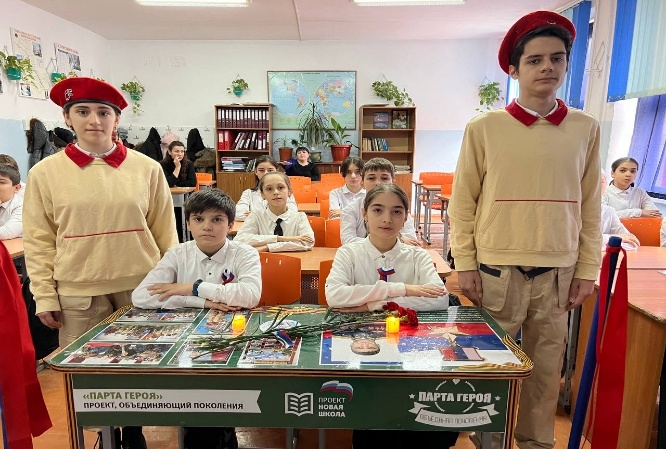 «ПАРТА ГЕРОЯ»
ПРОЕКТ, ОБЪЕДИНЯЮЩИЙ ПОКОЛЕНИЯ
ПРОЕКТ
НОВАЯ
ШКОЛА
ПАРТА ГЕРОЯ